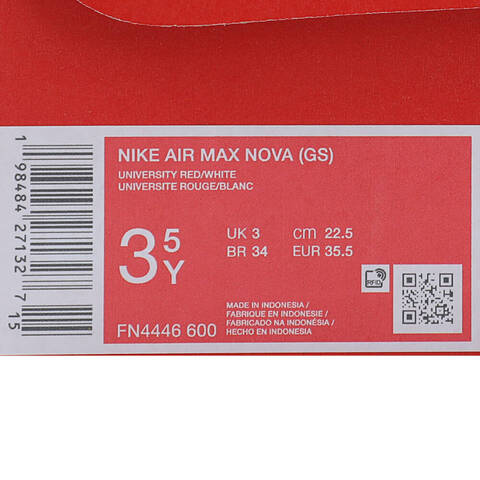 NIKE AIR MAX NOVA (GS)
UNIVERSITY RED/WHITE
UNIVERSITE ROUGE/BLANC
3 5 Y
UK 3 cm 22.5
BR 34 EUR 35.5
RFID
MADE IN INDONESIA /
FABRIQUE EN INDONESIE /
FABRICADO NA INDONÉSIA /
HECHO EN INDONESIA
FN4446 600
1 98484 27132 7 15